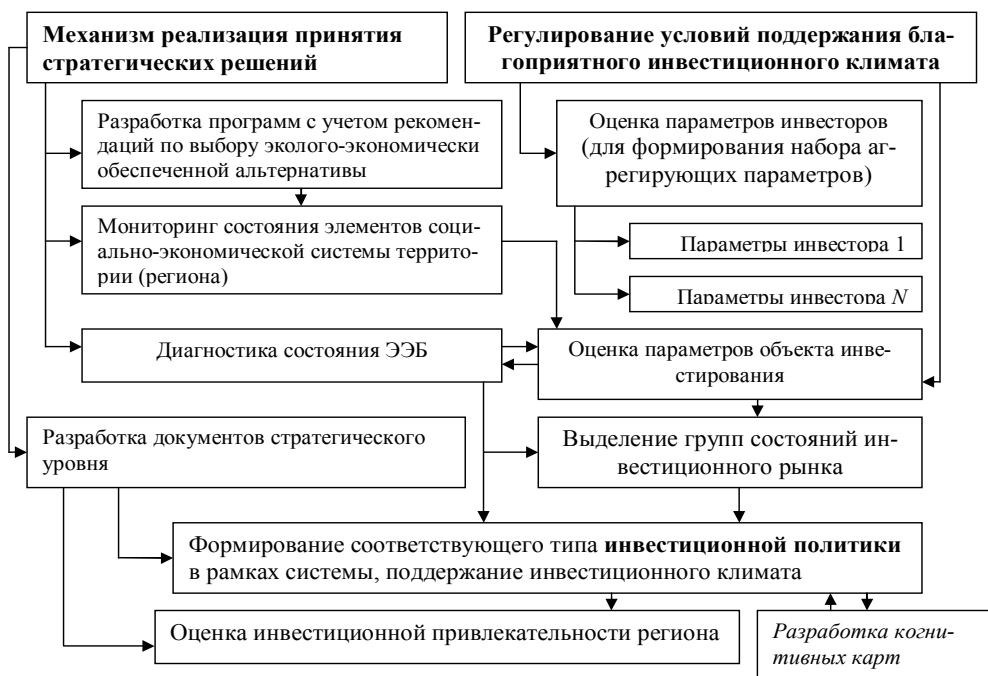 Механизм реализация принятия
стратегических решений
Регулирование условий поддержания бла-
гоприятного инвестиционного климата
Разработка программ с учетом рекомен-
даций по выбору эколого-экономически
обеспеченной альтернативы
Оценка параметров инвесторов
(для формирования набора аг-
регирующих параметров)
Мониторинг состояния элементов соци-
ально-экономической системы террито-
рии (региона)
Параметры инвестора 1
Параметры инвестора N
Диагностика состояния ЭЭБ
Оценка параметров объекта инве-
стирования
Разработка документов стратегического
уровня
Выделение групп состояний ин-
вестиционного рынка
Формирование соответствующего типа инвестиционной политики
в рамках системы, поддержание инвестиционного климата
Оценка инвестиционной привлекательности региона
Разработка когни-
тивных карт